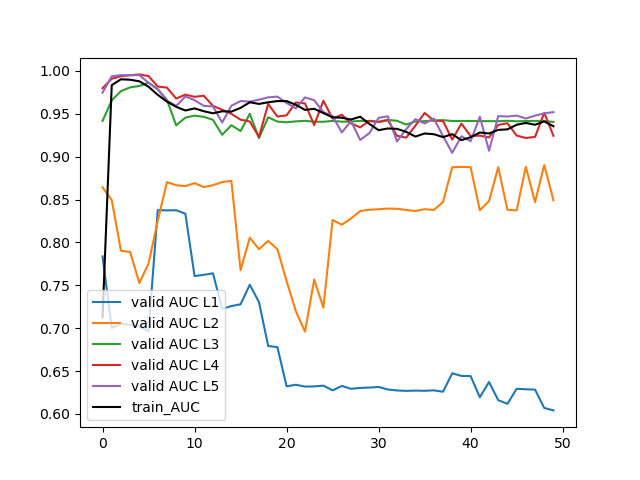 1.00
0.95
0.90
0.85
0.80
0.75
0.70
0.65
0.60
valid AUC L1
valid AUC L2
valid AUC L3
valid AUC L4
valid AUC L5
train_AUC
0 10 20 30 40 50